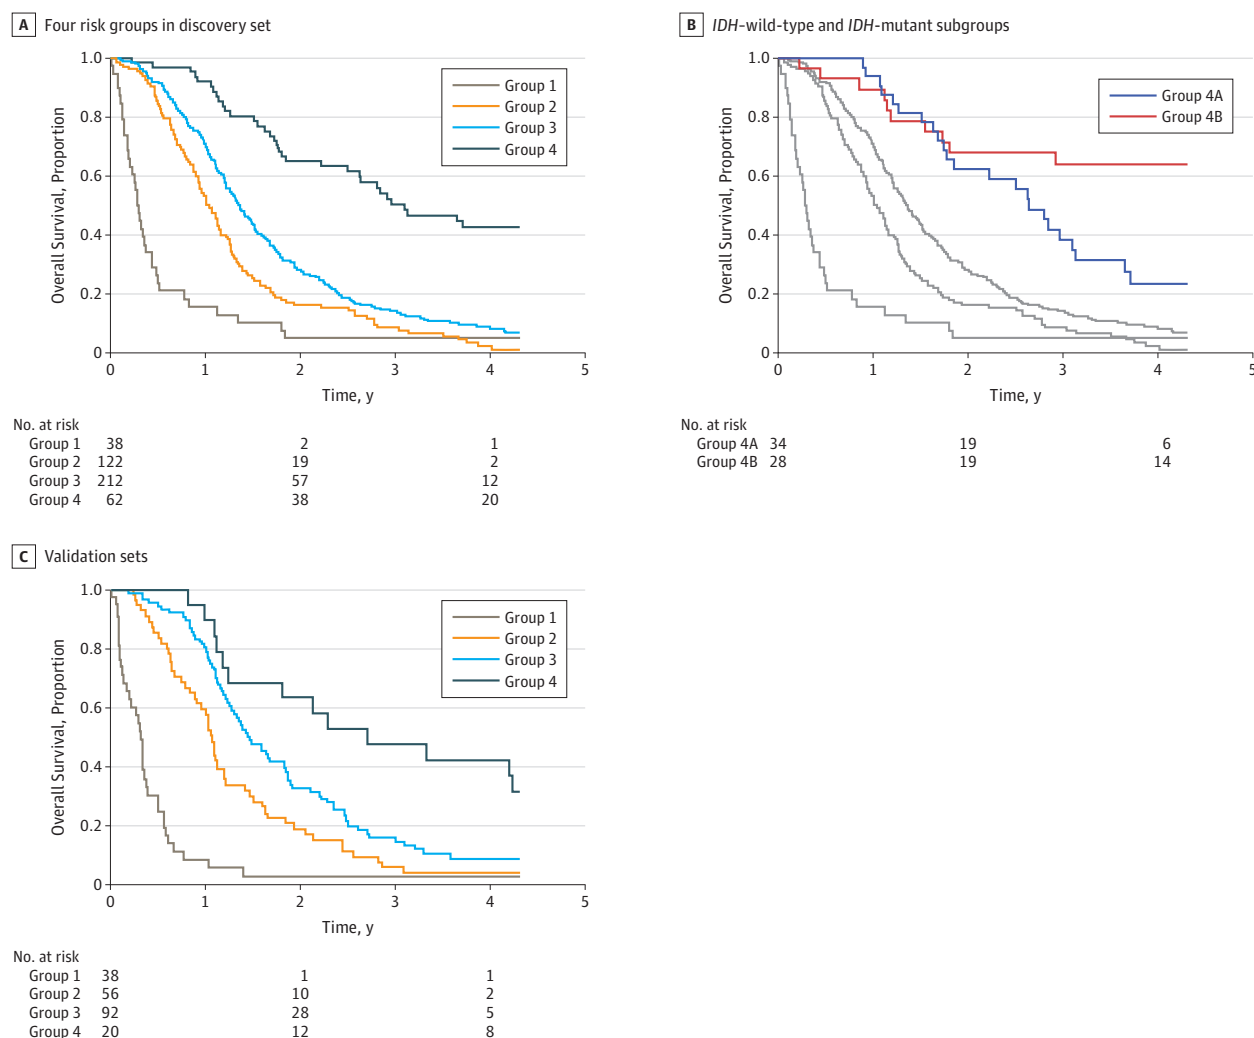 A Four risk groups in discovery set
1.0
0.8
0.6
0.4
0.2
0
Overall Survival, Proportion
Group 1
Group 2
Group 3
Group 4
0 1 2 3 4 5
Time, y
No. at risk
Group 1 38 2 1
Group 2 122 19 2
Group 3 212 57 12
Group 4 62 38 20
B IDH-wild-type and IDH-mutant subgroups
1.0
0.8
0.6
0.4
0.2
0
Overall Survival, Proportion
Group 4A
Group 4B
0 1 2 3 4 5
Time, y
No. at risk
Group 4A 34 19 6
Group 4B 28 19 14
C Validation sets
1.0
0.8
0.6
0.4
0.2
0
Overall Survival, Proportion
Group 1
Group 2
Group 3
Group 4
0 1 2 3 4 5
Time, y
No. at risk
Group 1 38 1 1
Group 2 56 10 2
Group 3 92 28 5
Group 4 20 12 8